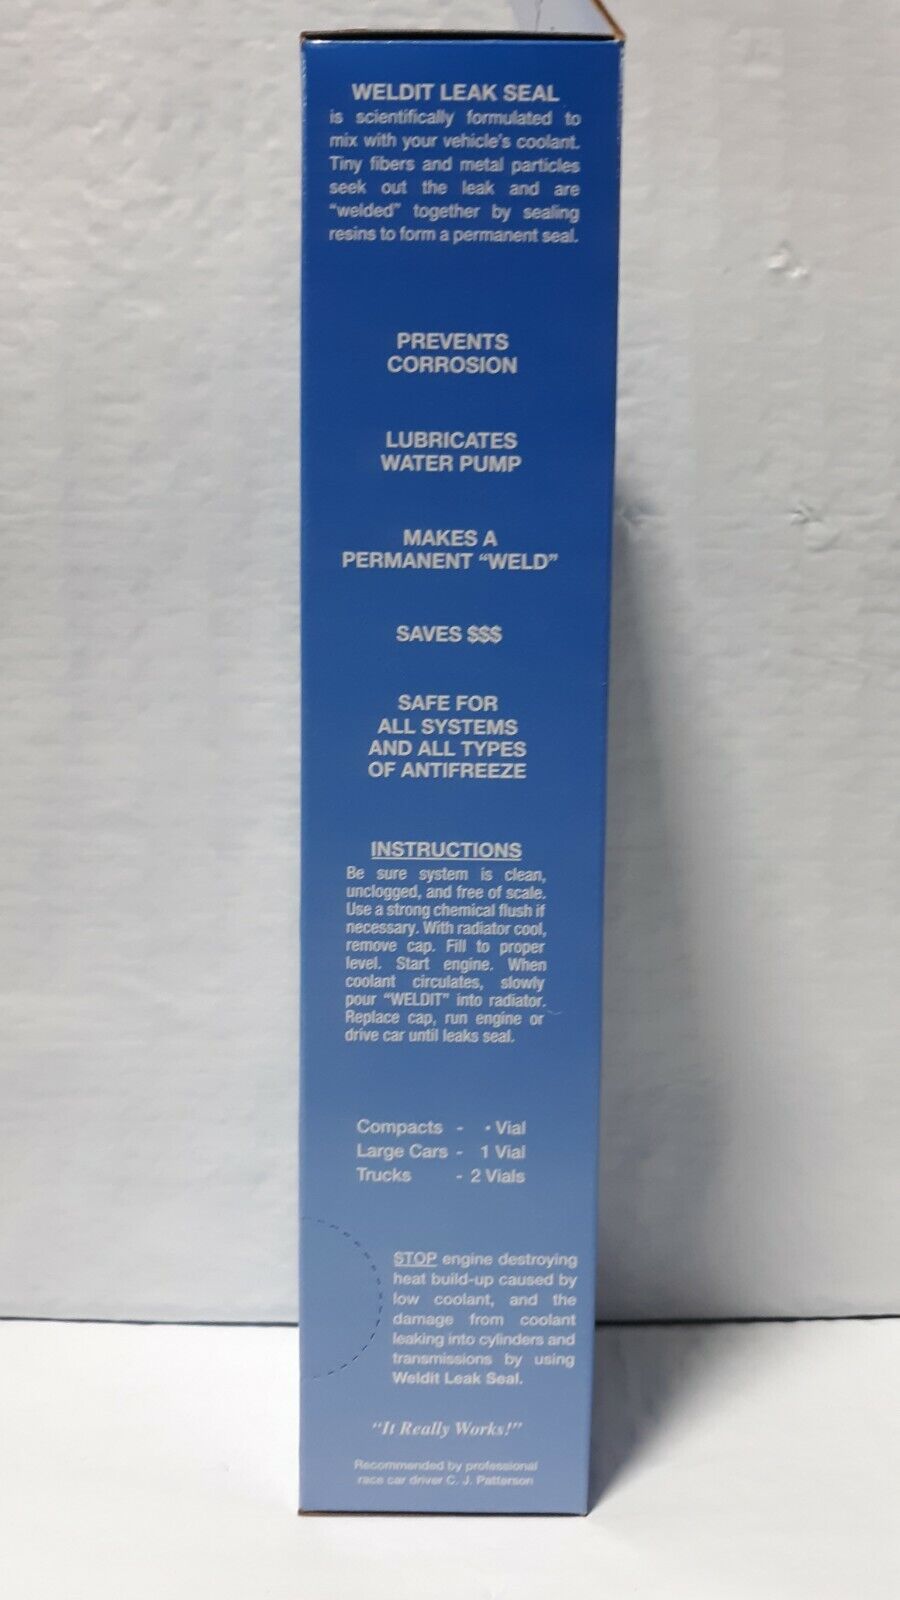 WELDIT LEAK SEAL
is scientifically formulated to
mix with your vehicle's coolant.
Tiny fibers and metal particles
seek out the leak and are
“welded” together by sealing
resins to form a permanent seal.
PREVENTS
CORROSION
LUBRICATES
WATER PUMP
MAKES A
PERMANENT “WELD”
SAVES $$$
SAFE FOR
ALL SYSTEMS
AND ALL TYPES
OF ANTIFREEZE
INSTRUCTIONS
Be sure system is clean,
unclogged, and free of scale.
Use a strong chemical flush if
necessary. With radiator cool,
remove cap. Fill to proper
level. Start engine. When
coolant circulates, slowly
pour “WELDIT” into radiator.
Replace cap, run engine or
drive car until leaks seal.
Compacts - · Vial
Large Cars - 1 Vial
Trucks - 2 Vials
STOP engine destroying
heat build-up caused by
low coolant, and the
damage from coolant
leaking into cylinders and
transmissions by using
Weldit Leak Seal.
“It Really Works!”
Recommended by professional
race car driver C. J. Patterson